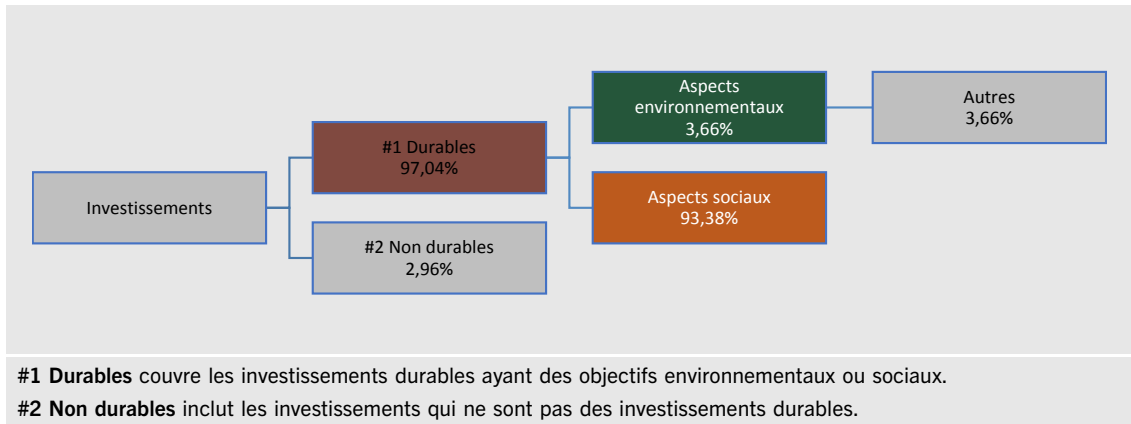 Investissements
#1 Durables
97,04%
#2 Non durables
2,96%
Aspects
environnementaux
3,66%
Aspects sociaux
93,38%
Autres
3,66%
#1 Durables couvre les investissements durables ayant des objectifs environnementaux ou sociaux.
#2 Non durables inclut les investissements qui ne sont pas des investissements durables.